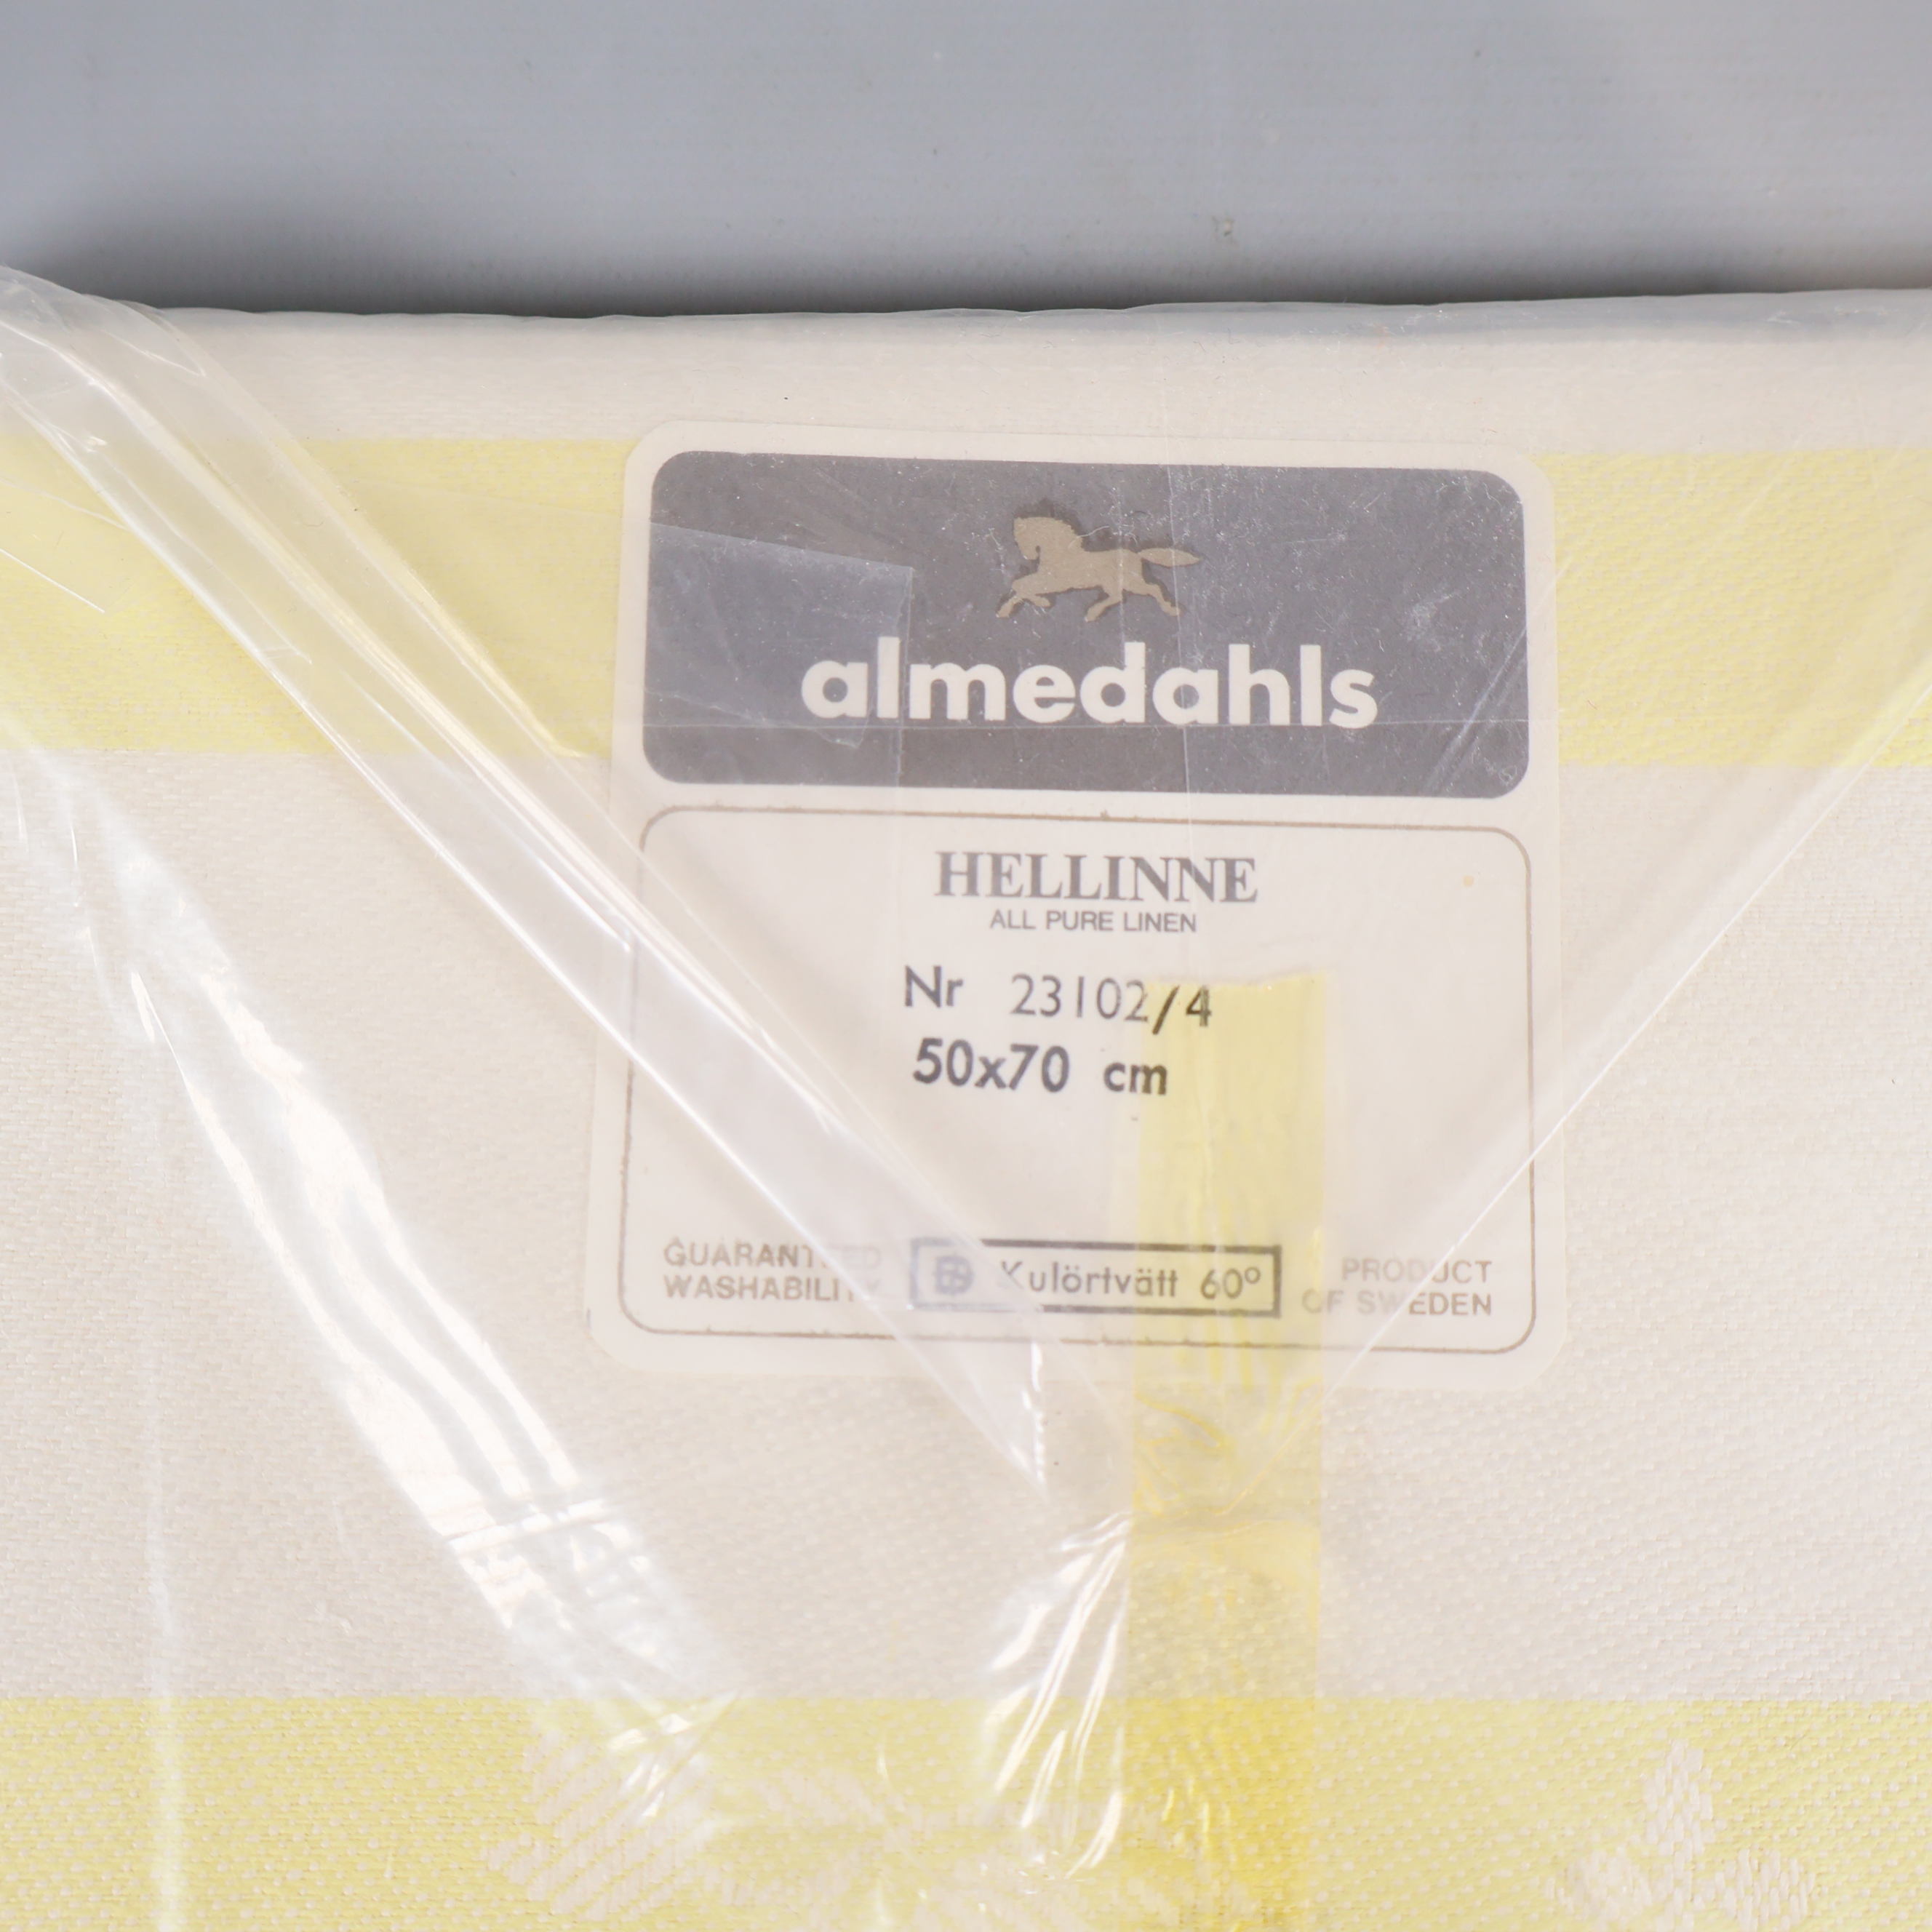 almedahls
HELLINNE
ALL PURE LINEN
Nr 23102/4
50x70 cm
GUARANTEED
WASHABILITY
B Kulörtvätt 60°
PRODUCT
OF SWEDEN